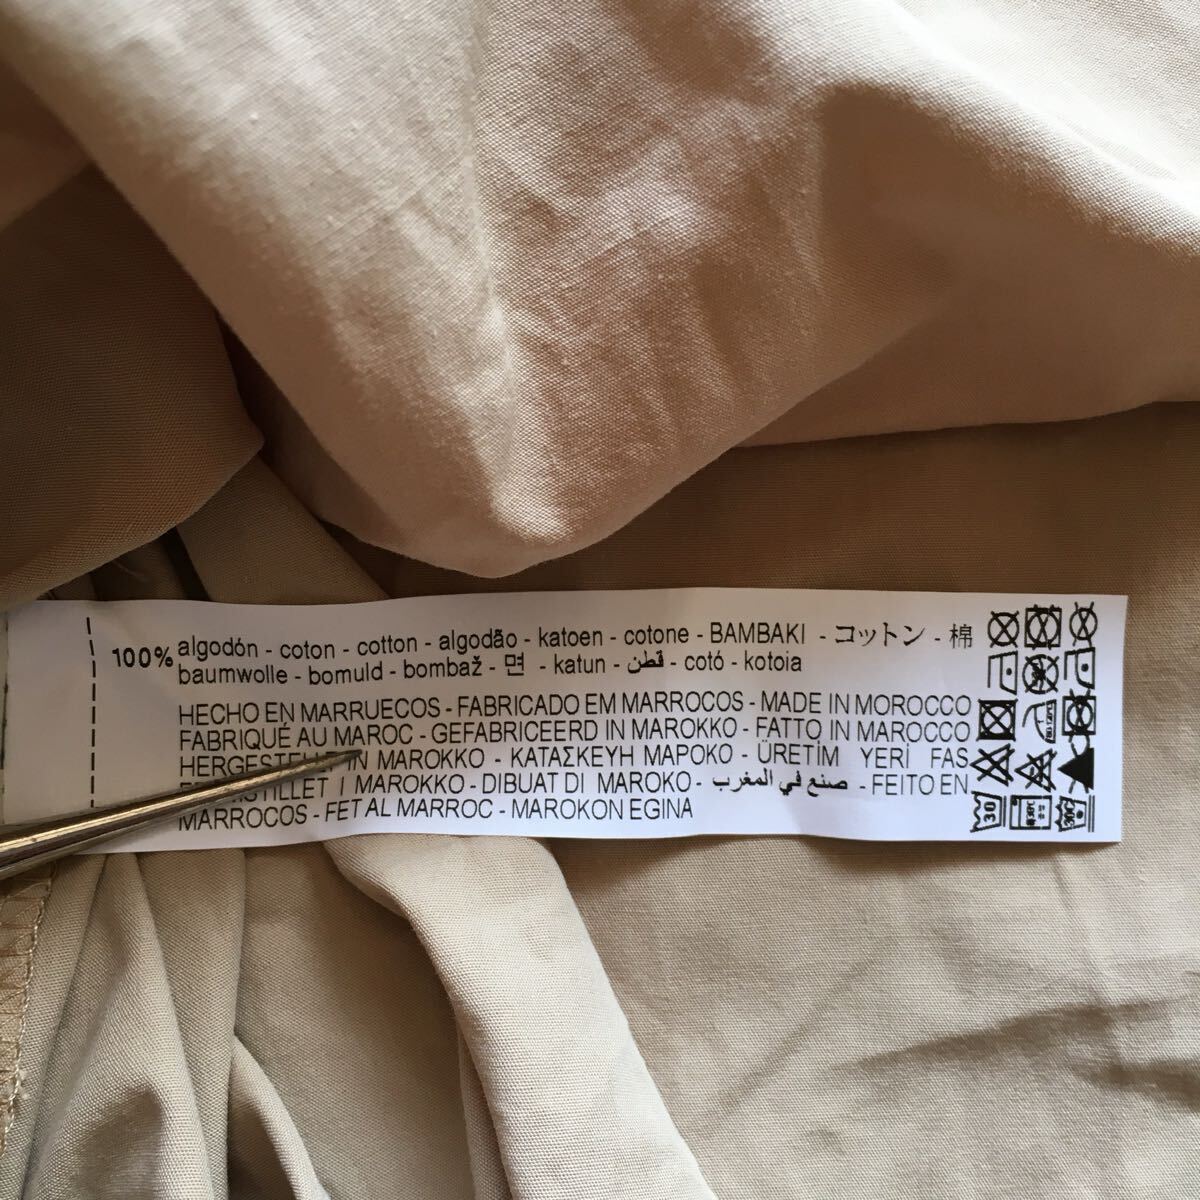 100% algodón - coton - cotton - algodão - katoen - cotone - BAMBAKI - コットン - 棉
baumwolle - bomuld - bombaž - 면 - katun - قطن - cotó - kotoia
HECHO EN MARRUECOS - FABRICADO EM MARROCOS - MADE IN MOROCCO
FABRIQUÉ AU MAROC - GEFABRICEERD IN MAROKKO - FATTO IN MAROCCO
IN MAROKKO - ΚΑΤΑΣΚΕΥΗ ΜΑΡΟΚΟ - ÜRETİM YERİ FAS
I MAROKKO - DIBUAT DI MAROKO - صنع في المغرب - FEITO EN
MARROCOS - FET AL MARROC - MAROKON EGINA
30